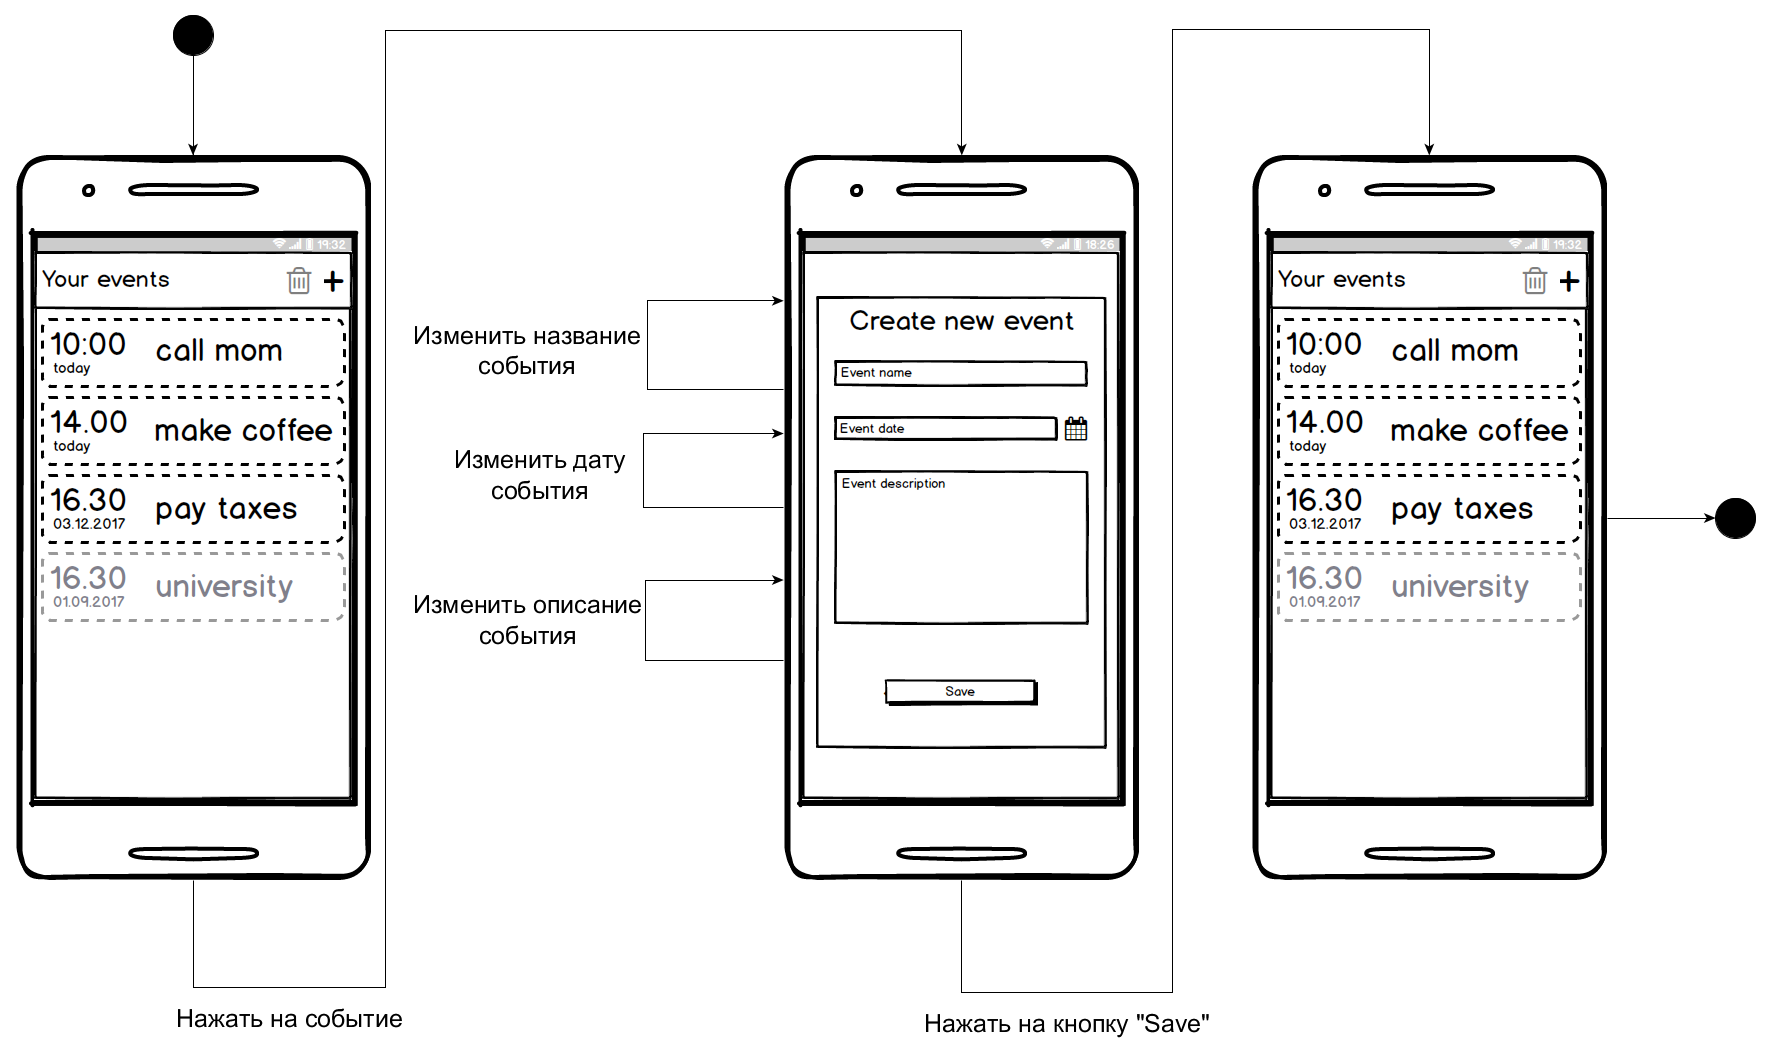 19:32
Your events
10:00
call mom
today
14.00
make coffee
today
16.30
pay taxes
03.12.2017
16.30
university
01.09.2017
Нажать на событие
Изменить название
события
Изменить дату
события
Изменить описание
события
18:26
Create new event
Event name
Event date
Event description
Save
Нажать на кнопку "Save"
19:32
Your events
10:00
call mom
today
14.00
make coffee
today
16.30
pay taxes
03.12.2017
16.30
university
01.09.2017